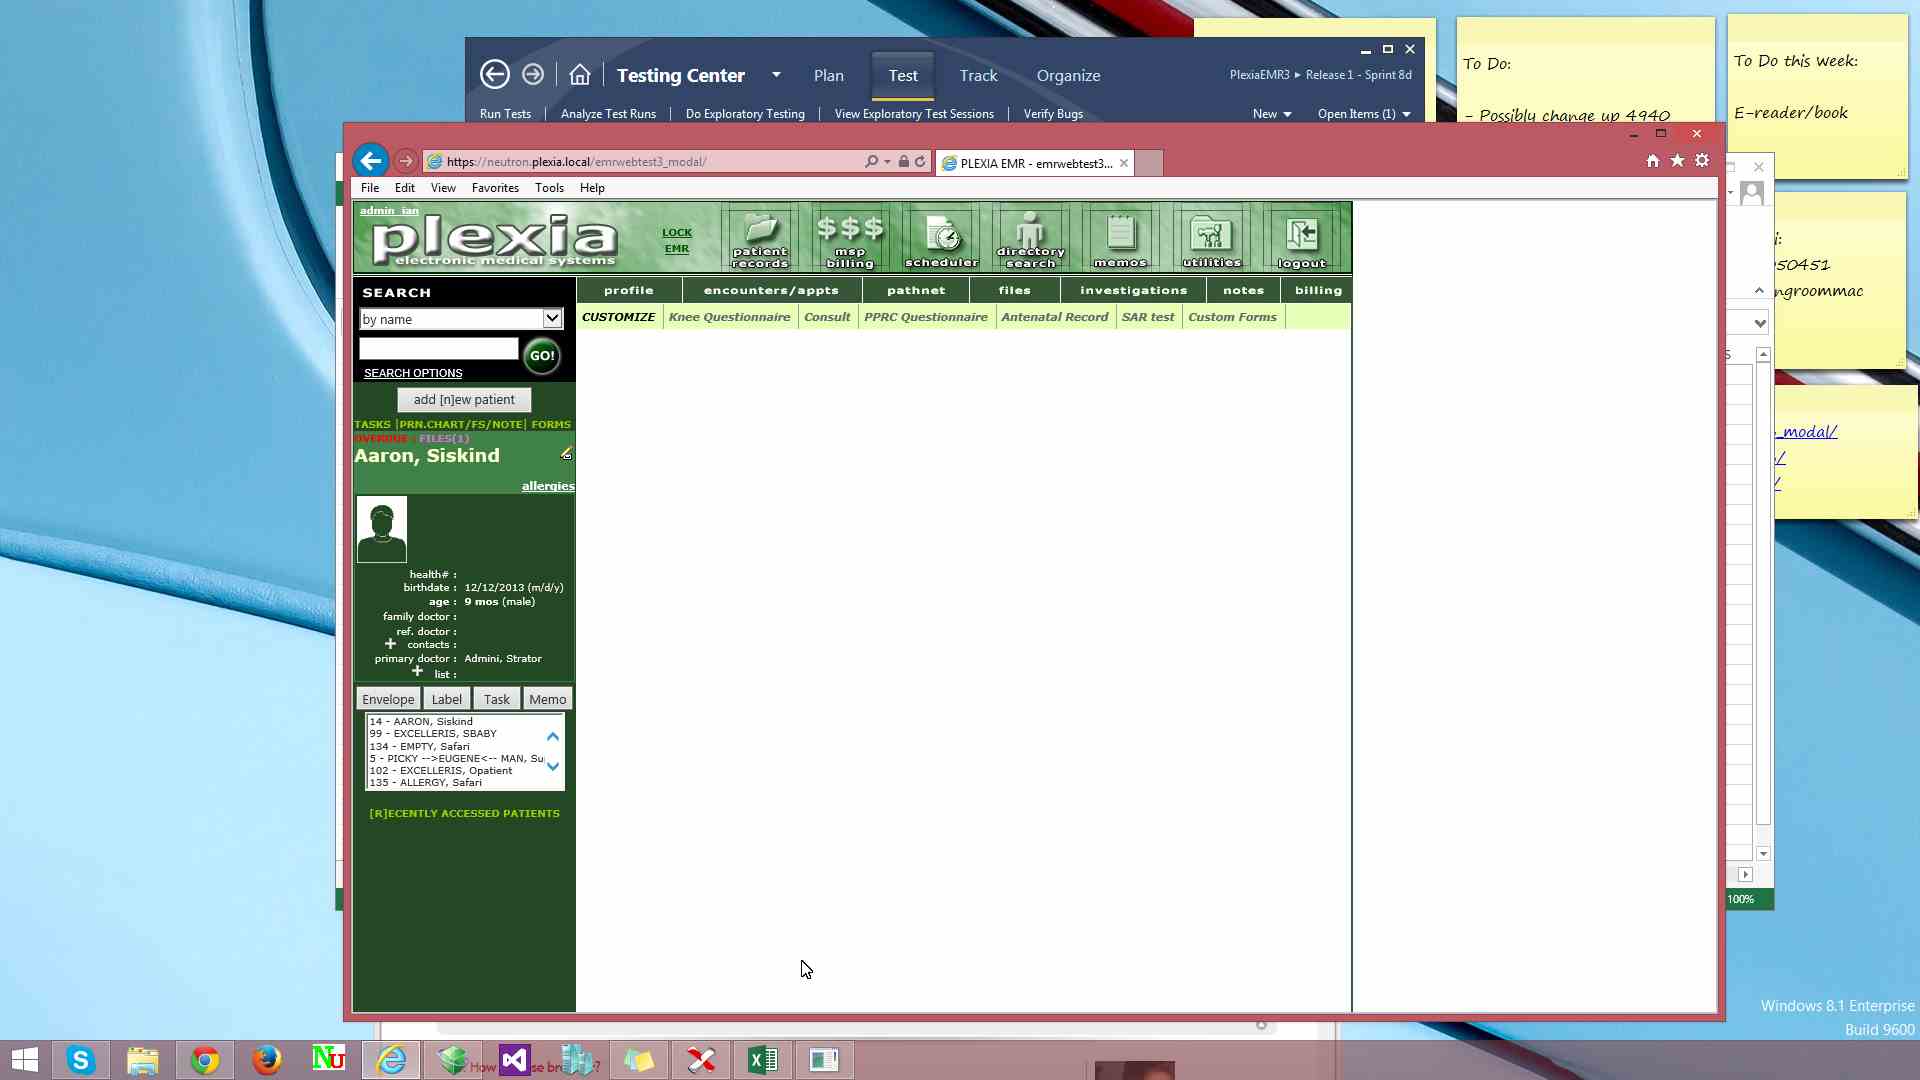 Testing Center
Plan
Test
Track
Organize
PlexiaEMR3 ▸ Release 1 - Sprint 8d
Run Tests
Analyze Test Runs
Do Exploratory Testing
View Exploratory Test Sessions
Verify Bugs
New
Open Items (1)
To Do:
- Possibly change up 4940
To Do this week:
E-reader/book
50451
ngroommac
_modal/
/
/
https://neutron.plexia.local/emrwebtest3_modal/
PLEXIA EMR - emrwebtest3...
File Edit View Favorites Tools Help
admin_ian
plexia
electronic medical systems
LOCK
EMR
patient
records
$$$
msp
billing
scheduler
directory
search
memos
utilities
logout
SEARCH
by name
GO!
SEARCH OPTIONS
profile
encounters/appts
pathnet
files
investigations
notes
billing
CUSTOMIZE
Knee Questionnaire
Consult
PPRC Questionnaire
Antenatal Record
SAR test
Custom Forms
add [n]ew patient
TASKS |PRN.CHART/FS/NOTE| FORMS
OVERDUE : FILES(1)
Aaron, Siskind
allergies
health# :
birthdate : 12/12/2013 (m/d/y)
age : 9 mos (male)
family doctor :
ref. doctor :
contacts :
primary doctor : Admini, Strator
list :
Envelope
Label
Task
Memo
14 - AARON, Siskind
99 - EXCELLERIS, SBABY
134 - EMPTY, Safari
5 - PICKY -->EUGENE<-- MAN, Su
102 - EXCELLERIS, Opatient
135 - ALLERGY, Safari
[R]ECENTLY ACCESSED PATIENTS
100%
Windows 8.1 Enterprise
Build 9600
Nu
How
se br
?